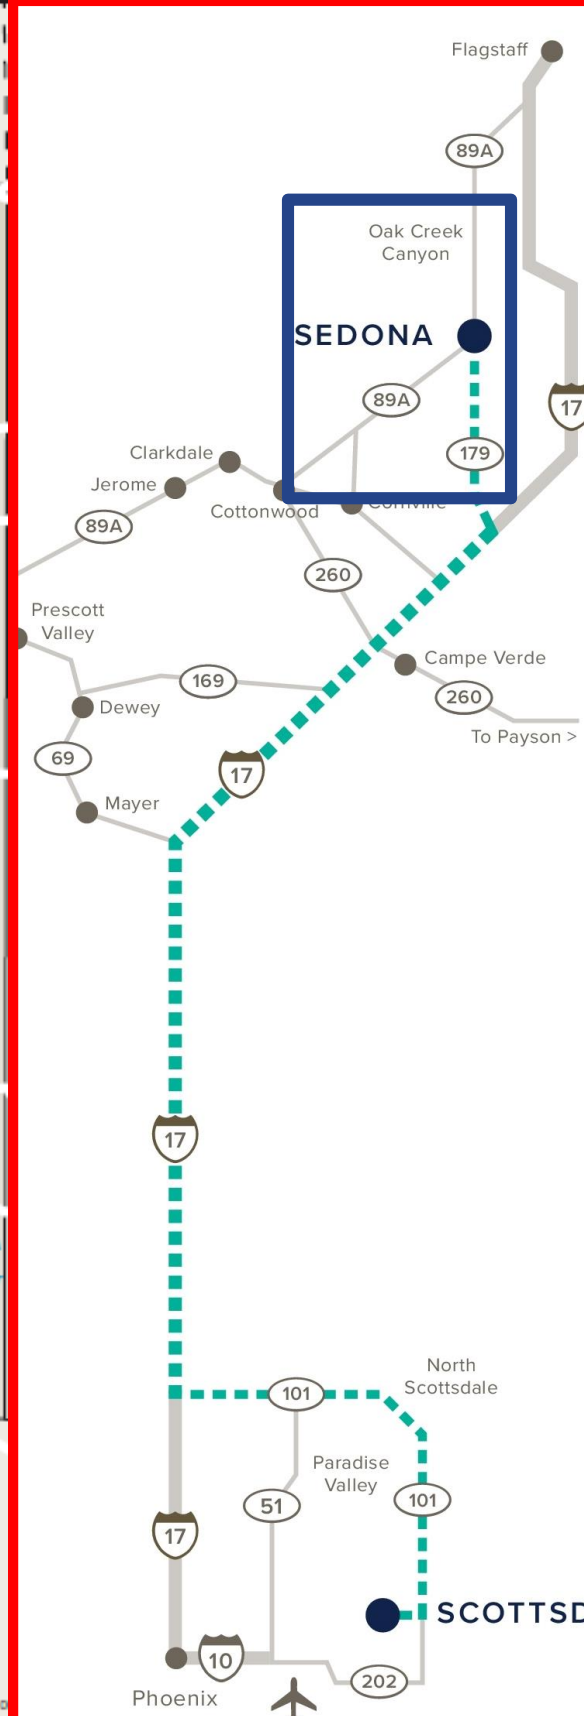 Flagstaff
89A
Oak Creek
Canyon
SEDONA
89A
17
179
Clarkdale
Jerome
Cottonwood
Cornville
89A
260
Prescott
Valley
Campe Verde
169
260
Dewey
To Payson >
69
17
Mayer
17
North
Scottsdale
101
Paradise
Valley
51
101
17
SCOTTSD
10
202
Phoenix